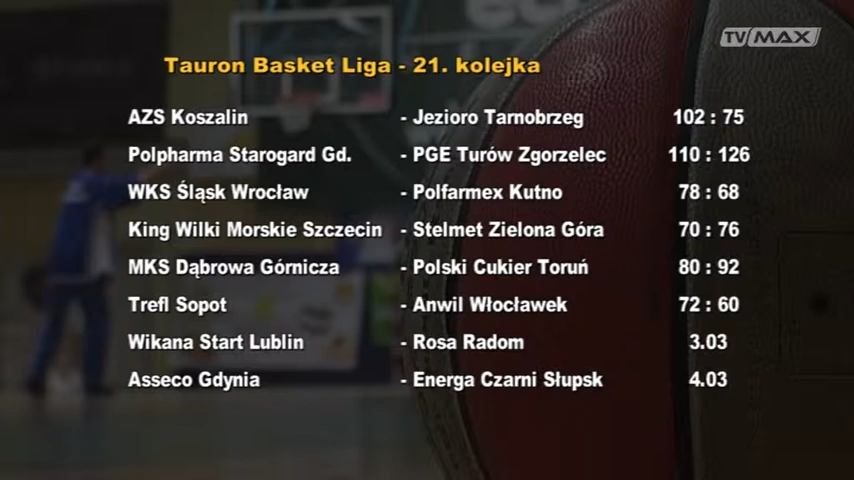 TV MAX
Tauron Basket Liga - 21. kolejka
AZS Koszalin - Jezioro Tarnobrzeg 102 : 75
Polpharma Starogard Gd. - PGE Turów Zgorzelec 110 : 126
WKS Śląsk Wrocław - Polfarmex Kutno 78 : 68
King Wilki Morskie Szczecin - Stelmet Zielona Góra 70 : 76
MKS Dąbrowa Górnicza - Polski Cukier Toruń 80 : 92
Trefl Sopot - Anwil Włocławek 72 : 60
Wikana Start Lublin - Rosa Radom 3.03
Asseco Gdynia - Energa Czarni Słupsk 4.03